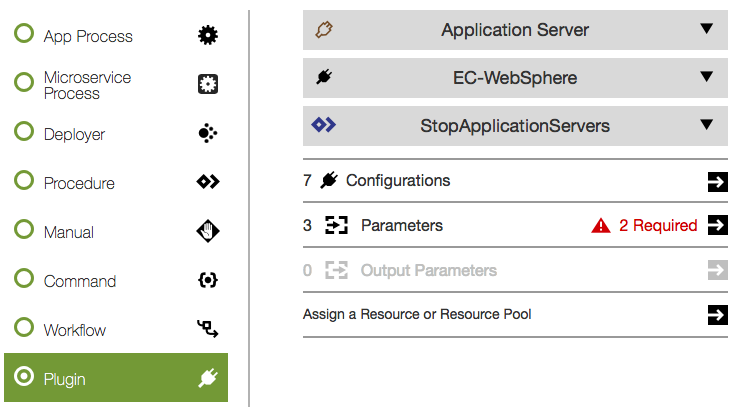 App Process
Microservice
Process
Deployer
Procedure
Manual
Command
Workflow
Plugin
Application Server
EC-WebSphere
StopApplicationServers
7 Configurations
3 Parameters 2 Required
0 Output Parameters
Assign a Resource or Resource Pool